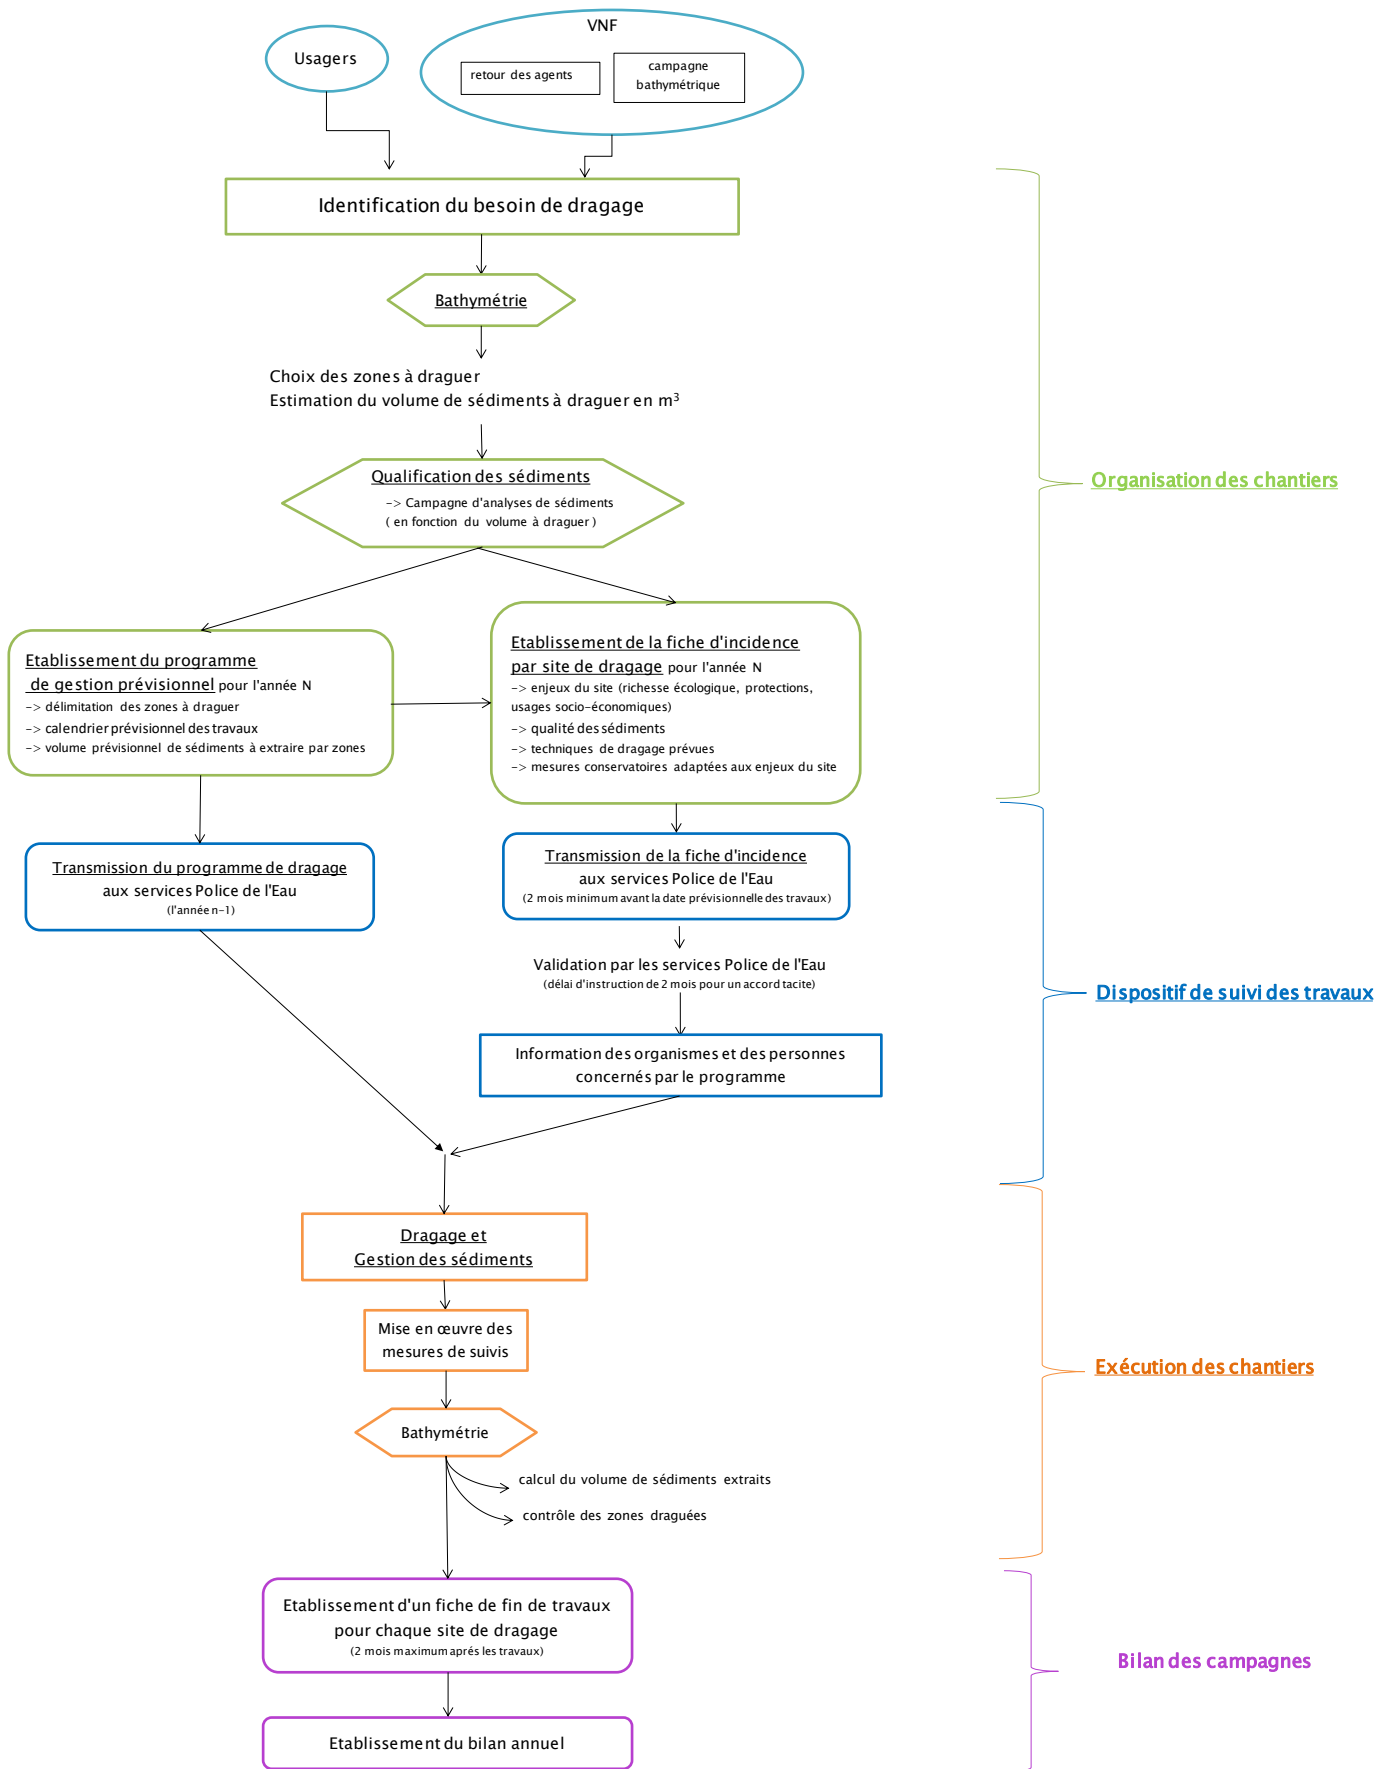 Usagers
VNF
retour des agents
campagne
bathymétrique
Identification du besoin de dragage
Bathymétrie
Choix des zones à draguer
Estimation du volume de sédiments à draguer en m³
Qualification des sédiments
-> Campagne d'analyses de sédiments
( en fonction du volume à draguer )
Organisation des chantiers
Etablissement du programme
de gestion prévisionnel pour l'année N
-> délimitation des zones à draguer
-> calendrier prévisionnel des travaux
-> volume prévisionnel de sédiments à extraire par zones
Etablissement de la fiche d'incidence
par site de dragage pour l'année N
-> enjeux du site (richesse écologique, protections,
usages socio-économiques)
-> qualité des sédiments
-> techniques de dragage prévues
-> mesures conservatoires adaptées aux enjeux du site
Transmission du programme de dragage
aux services Police de l'Eau
(l'année n-1)
Transmission de la fiche d'incidence
aux services Police de l'Eau
(2 mois minimum avant la date prévisionnelle des travaux)
Validation par les services Police de l'Eau
(délai d'instruction de 2 mois pour un accord tacite)
Dispositif de suivi des travaux
Information des organismes et des personnes
concernés par le programme
Dragage et
Gestion des sédiments
Mise en œuvre des
mesures de suivis
Exécution des chantiers
Bathymétrie
calcul du volume de sédiments extraits
contrôle des zones draguées
Etablissement d'un fiche de fin de travaux
pour chaque site de dragage
(2 mois maximum aprés les travaux)
Bilan des campagnes
Etablissement du bilan annuel